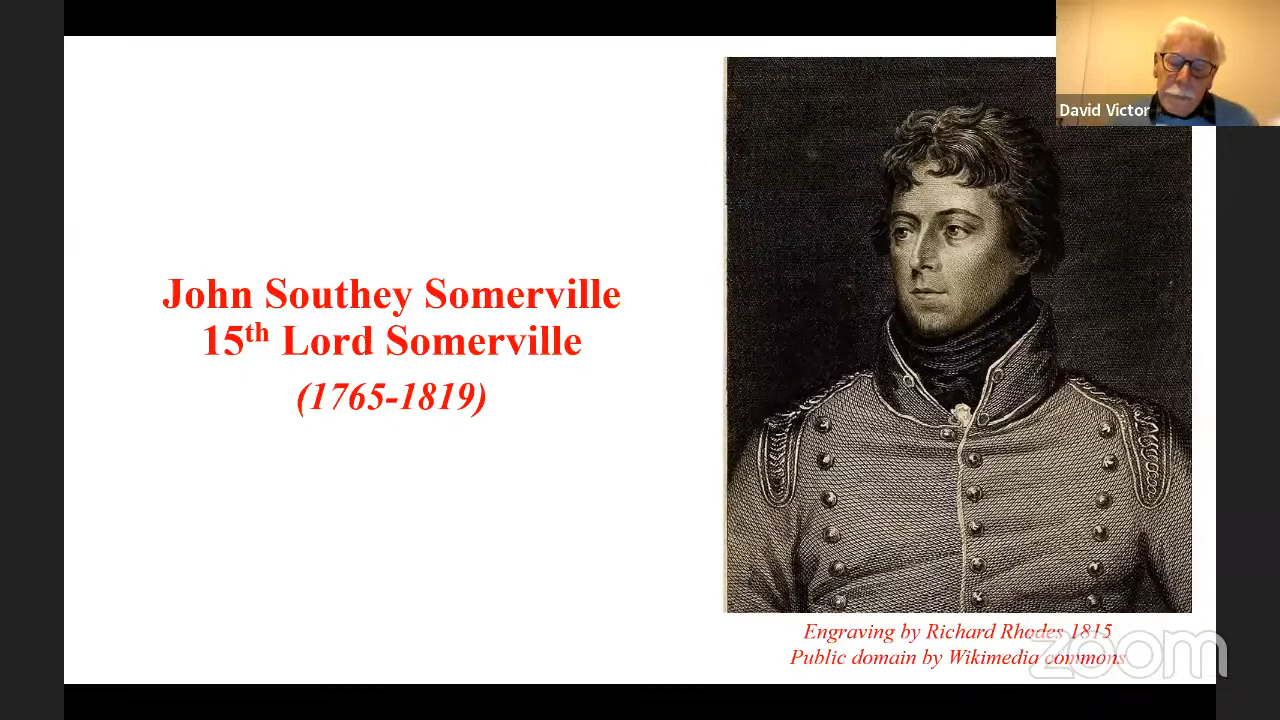 David Victor
John Southey Somerville
15th Lord Somerville
(1765-1819)
Engraving by Richard Rhodes 1815
Public domain by Wikimedia commons
zoom